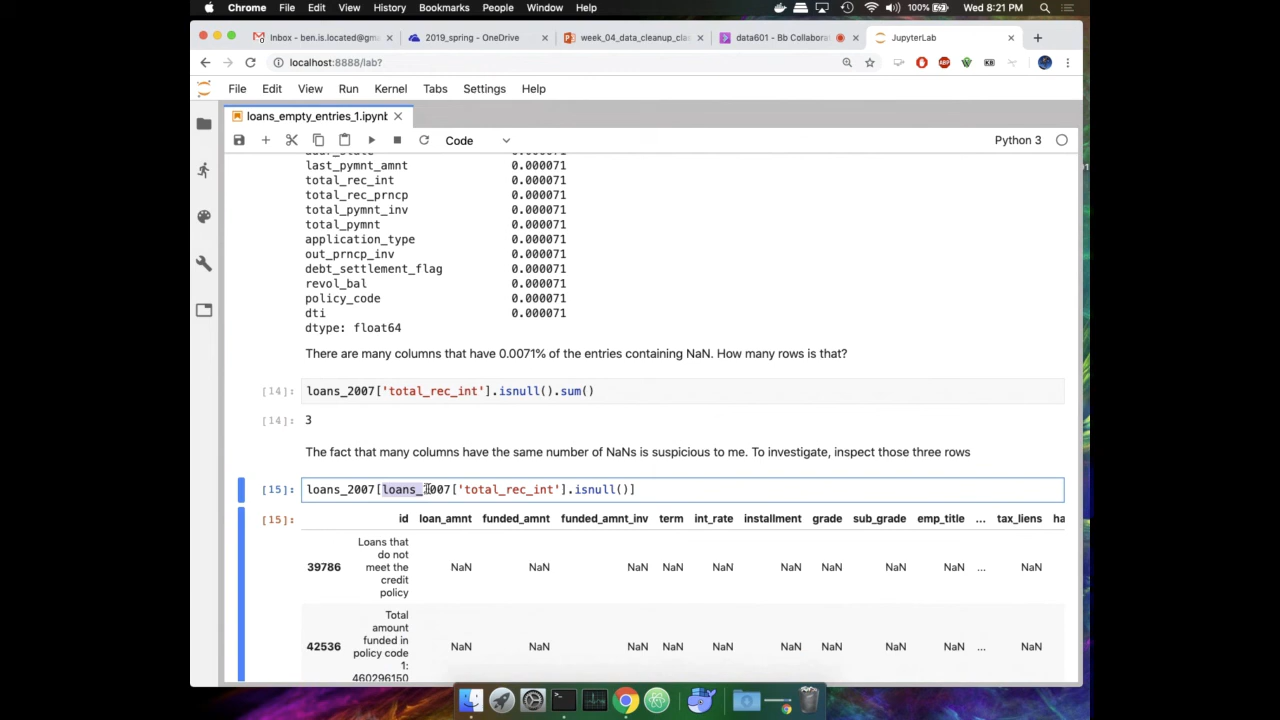 Chrome File Edit View History Bookmarks People Window Help 100% Wed 8:21 PM
Inbox - ben.is.located@gm 2019_spring - OneDrive week_04_data_cleanup_clas data601 - Bb Collabora JupyterLab
localhost:8888/lab?
File Edit View Run Kernel Tabs Settings Help
loans_empty_entries_1.ipynb
Code Python 3
last_pymnt_amnt 0.000071
total_rec_int 0.000071
total_rec_prncp 0.000071
total_pymnt_inv 0.000071
total_pymnt 0.000071
application_type 0.000071
out_prncp_inv 0.000071
debt_settlement_flag 0.000071
revol_bal 0.000071
policy_code 0.000071
dti 0.000071
dtype: float64
There are many columns that have 0.0071% of the entries containing NaN. How many rows is that?
[14]: loans_2007['total_rec_int'].isnull().sum()
[14]: 3
The fact that many columns have the same number of NaNs is suspicious to me. To investigate, inspect those three rows
[15]: loans_2007[loans_2007['total_rec_int'].isnull()]
[15]: id loan_amnt funded_amnt funded_amnt_inv term int_rate installment grade sub_grade emp_title ... tax_liens ha
Loans that
do not
39786 meet the NaN NaN NaN NaN NaN NaN NaN NaN NaN ... NaN
credit
policy
Total
amount
42536 funded in NaN NaN NaN NaN NaN NaN NaN NaN NaN ... NaN
policy code
1:
460296150